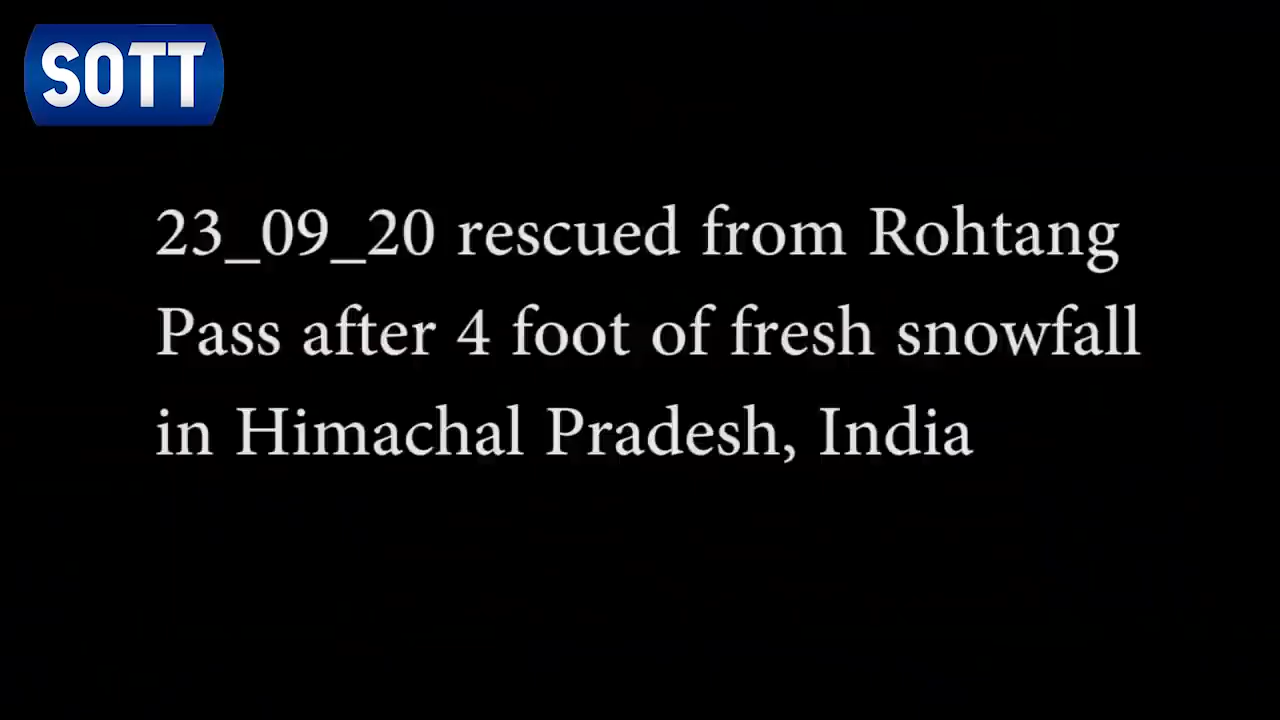 SOTT
23_09_20 rescued from Rohtang
Pass after 4 foot of fresh snowfall
in Himachal Pradesh, India